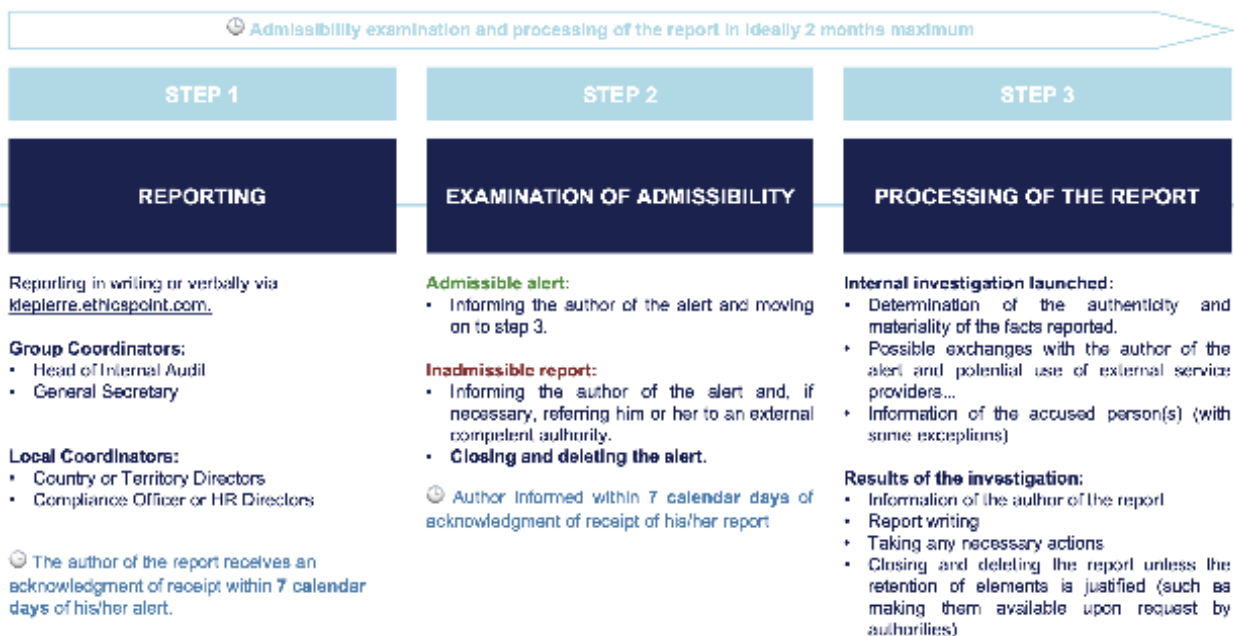 Admissibility examination and processing of the report in ideally 2 months maximum
STEP 1
REPORTING
Reporting in writing or verbally via
klepierre.ethicspoint.com.
Group Coordinators:
• Head of Internal Audit
• General Secretary
Local Coordinators:
• Country or Territory Directors
• Compliance Officer or HR Directors
The author of the report receives an
acknowledgment of receipt within 7 calendar
days of his/her alert.
STEP 2
EXAMINATION OF ADMISSIBILITY
Admissible alert:
• Informing the author of the alert and moving
on to step 3.
Inadmissible report:
• Informing the author of the alert and, if
necessary, referring him or her to an external
competent authority.
• Closing and deleting the alert.
Author informed within 7 calendar days of
acknowledgment of receipt of his/her report
STEP 3
PROCESSING OF THE REPORT
Internal investigation launched:
• Determination of the authenticity and
materiality of the facts reported.
• Possible exchanges with the author of the
alert and potential use of external service
providers...
• Information of the accused person(s) (with
some exceptions)
Results of the investigation:
• Information of the author of the report
• Report writing
• Taking any necessary actions
• Closing and deleting the report unless the
retention of elements is justified (such as
making them available upon request by
authorities)